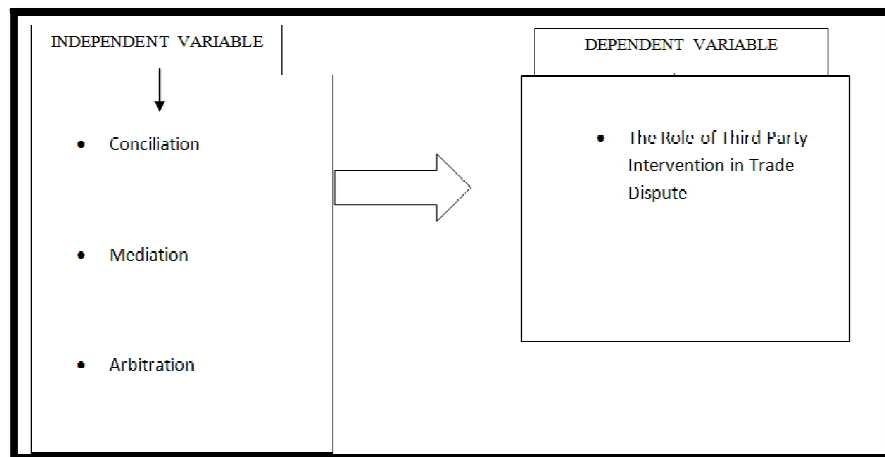 INDEPENDENT VARIABLE
• Conciliation
• Mediation
• Arbitration
DEPENDENT VARIABLE
• The Role of Third Party
Intervention in Trade
Dispute